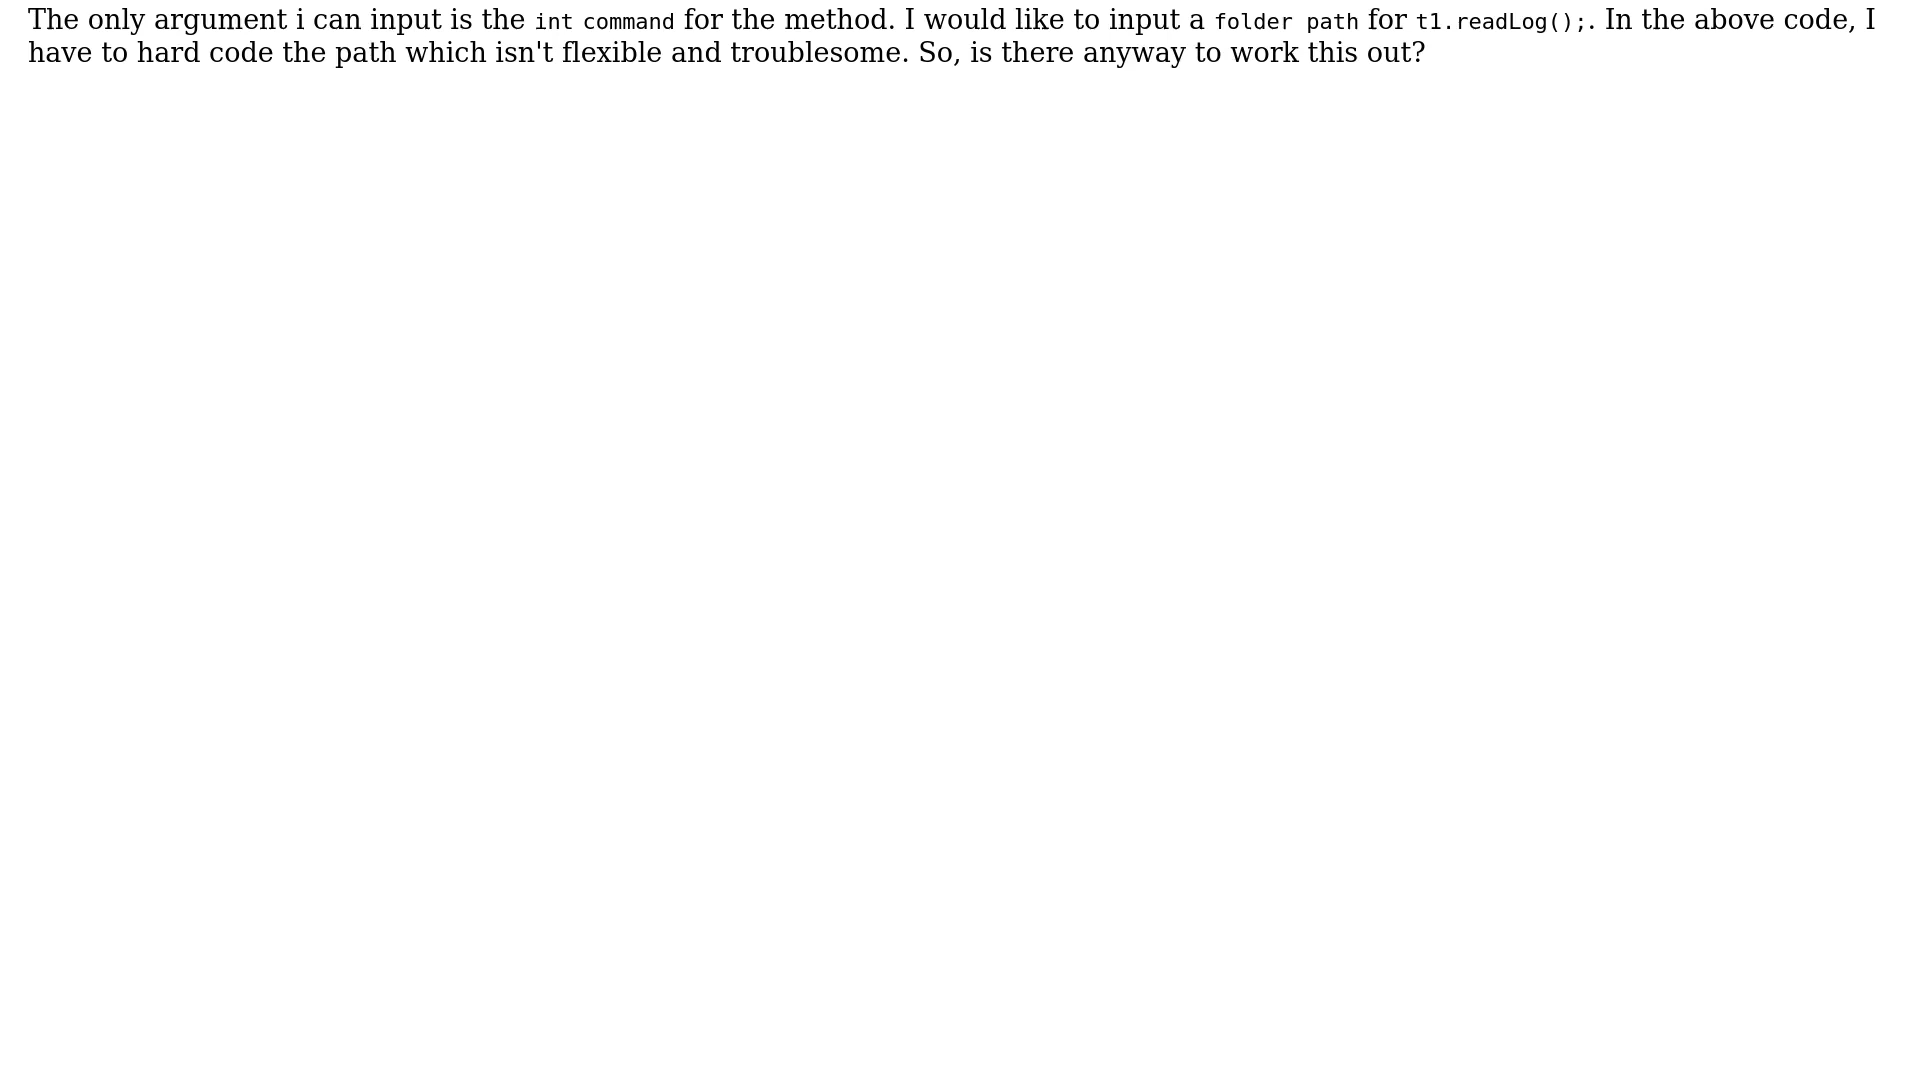 The only argument i can input is the int command for the method. I would like to input a folder path for t1.readLog();. In the above code, I
have to hard code the path which isn't flexible and troublesome. So, is there anyway to work this out?